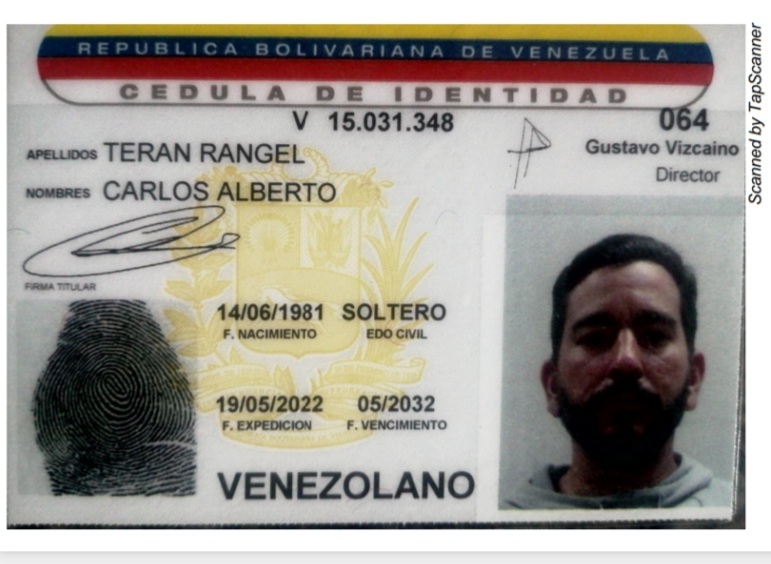 REPUBLICA BOLIVARIANA DE VENEZUELA
CEDULA DE IDENTIDAD
V 15.031.348
064
Gustavo Vizcaino
Director
APELLIDOS TERAN RANGEL
NOMBRES CARLOS ALBERTO
FIRMA TITULAR
14/06/1981 SOLTERO
F. NACIMIENTO EDO CIVIL
19/05/2022 05/2032
F. EXPEDICION F. VENCIMIENTO
VENEZOLANO
Scanned by TapScanner